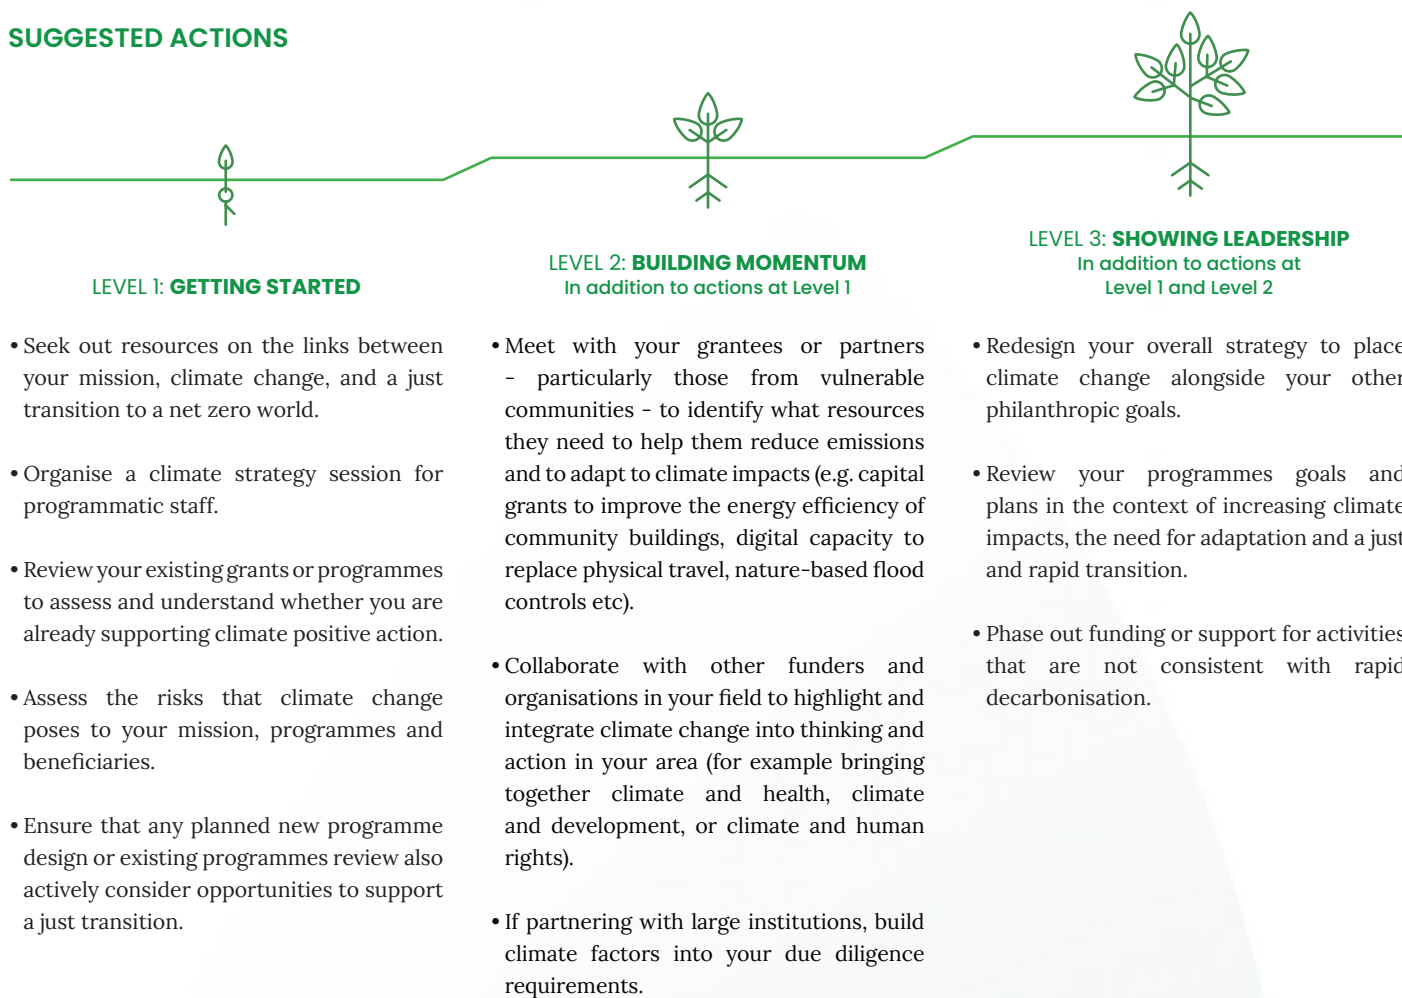 SUGGESTED ACTIONS
LEVEL 1: GETTING STARTED
• Seek out resources on the links between
your mission, climate change, and a just
transition to a net zero world.
• Organise a climate strategy session for
programmatic staff.
• Review your existing grants or programmes
to assess and understand whether you are
already supporting climate positive action.
• Assess the risks that climate change
poses to your mission, programmes and
beneficiaries.
• Ensure that any planned new programme
design or existing programmes review also
actively consider opportunities to support
a just transition.
LEVEL 2: BUILDING MOMENTUM
In addition to actions at Level 1
• Meet with your grantees or partners
- particularly those from vulnerable
communities - to identify what resources
they need to help them reduce emissions
and to adapt to climate impacts (e.g. capital
grants to improve the energy efficiency of
community buildings, digital capacity to
replace physical travel, nature-based flood
controls etc).
• Collaborate with other funders and
organisations in your field to highlight and
integrate climate change into thinking and
action in your area (for example bringing
together climate and health, climate
and development, or climate and human
rights).
• If partnering with large institutions, build
climate factors into your due diligence
requirements.
LEVEL 3: SHOWING LEADERSHIP
In addition to actions at
Level 1 and Level 2
• Redesign your overall strategy to place
climate change alongside your other
philanthropic goals.
• Review your programmes goals and
plans in the context of increasing climate
impacts, the need for adaptation and a just
and rapid transition.
• Phase out funding or support for activities
that are not consistent with rapid
decarbonisation.